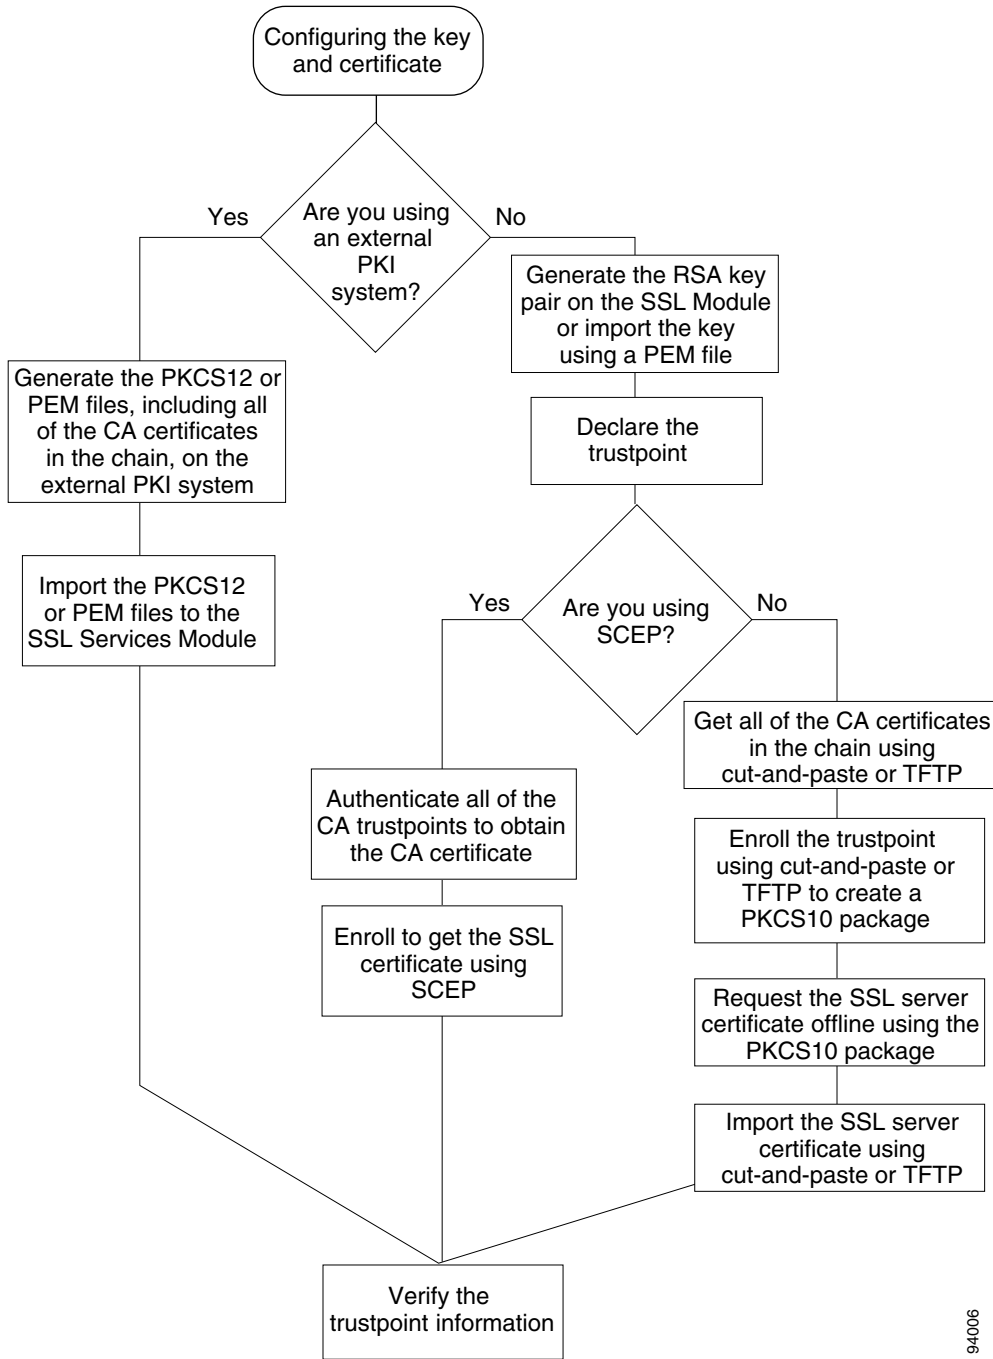 Configuring the key
and certificate
Are you using
an external
PKI
system?
Yes
No
Generate the PKCS12 or
PEM files, including all
of the CA certificates
in the chain, on the
external PKI system
Import the PKCS12
or PEM files to the
SSL Services Module
Generate the RSA key
pair on the SSL Module
or import the key
using a PEM file
Declare the
trustpoint
Are you using
SCEP?
Yes
No
Authenticate all of the
CA trustpoints to obtain
the CA certificate
Enroll to get the SSL
certificate using
SCEP
Get all of the CA certificates
in the chain using
cut-and-paste or TFTP
Enroll the trustpoint
using cut-and-paste or
TFTP to create a
PKCS10 package
Request the SSL server
certificate offline using the
PKCS10 package
Import the SSL server
certificate using
cut-and-paste or TFTP
Verify the
trustpoint information
94006